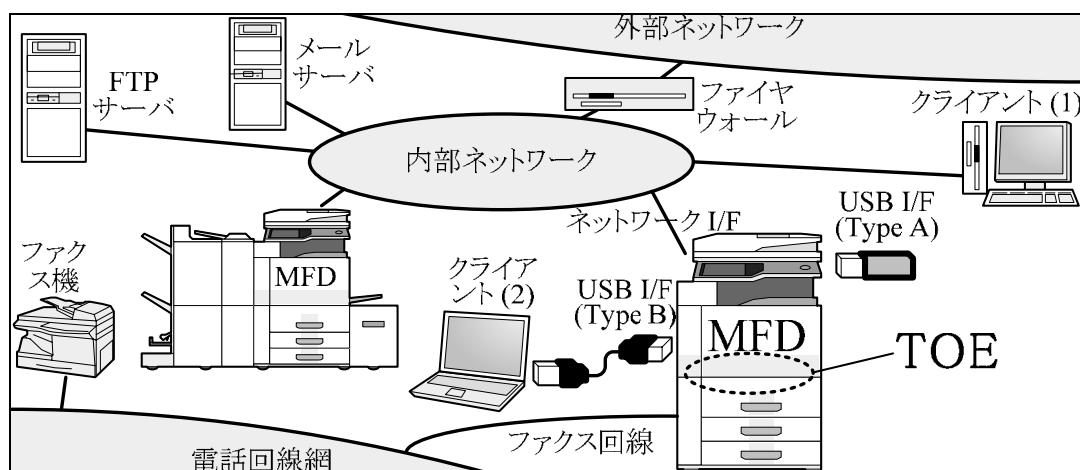 外部ネットワーク
FTP
サーバ
メール
サーバ
ファイヤ
ウォール
クライアント (1)
内部ネットワーク
ネットワーク I/F
USB I/F
(Type A)
ファク
ス機
MFD
クライア
ント (2)
USB I/F
(Type B)
MFD
TOE
ファクス回線
電話回線網